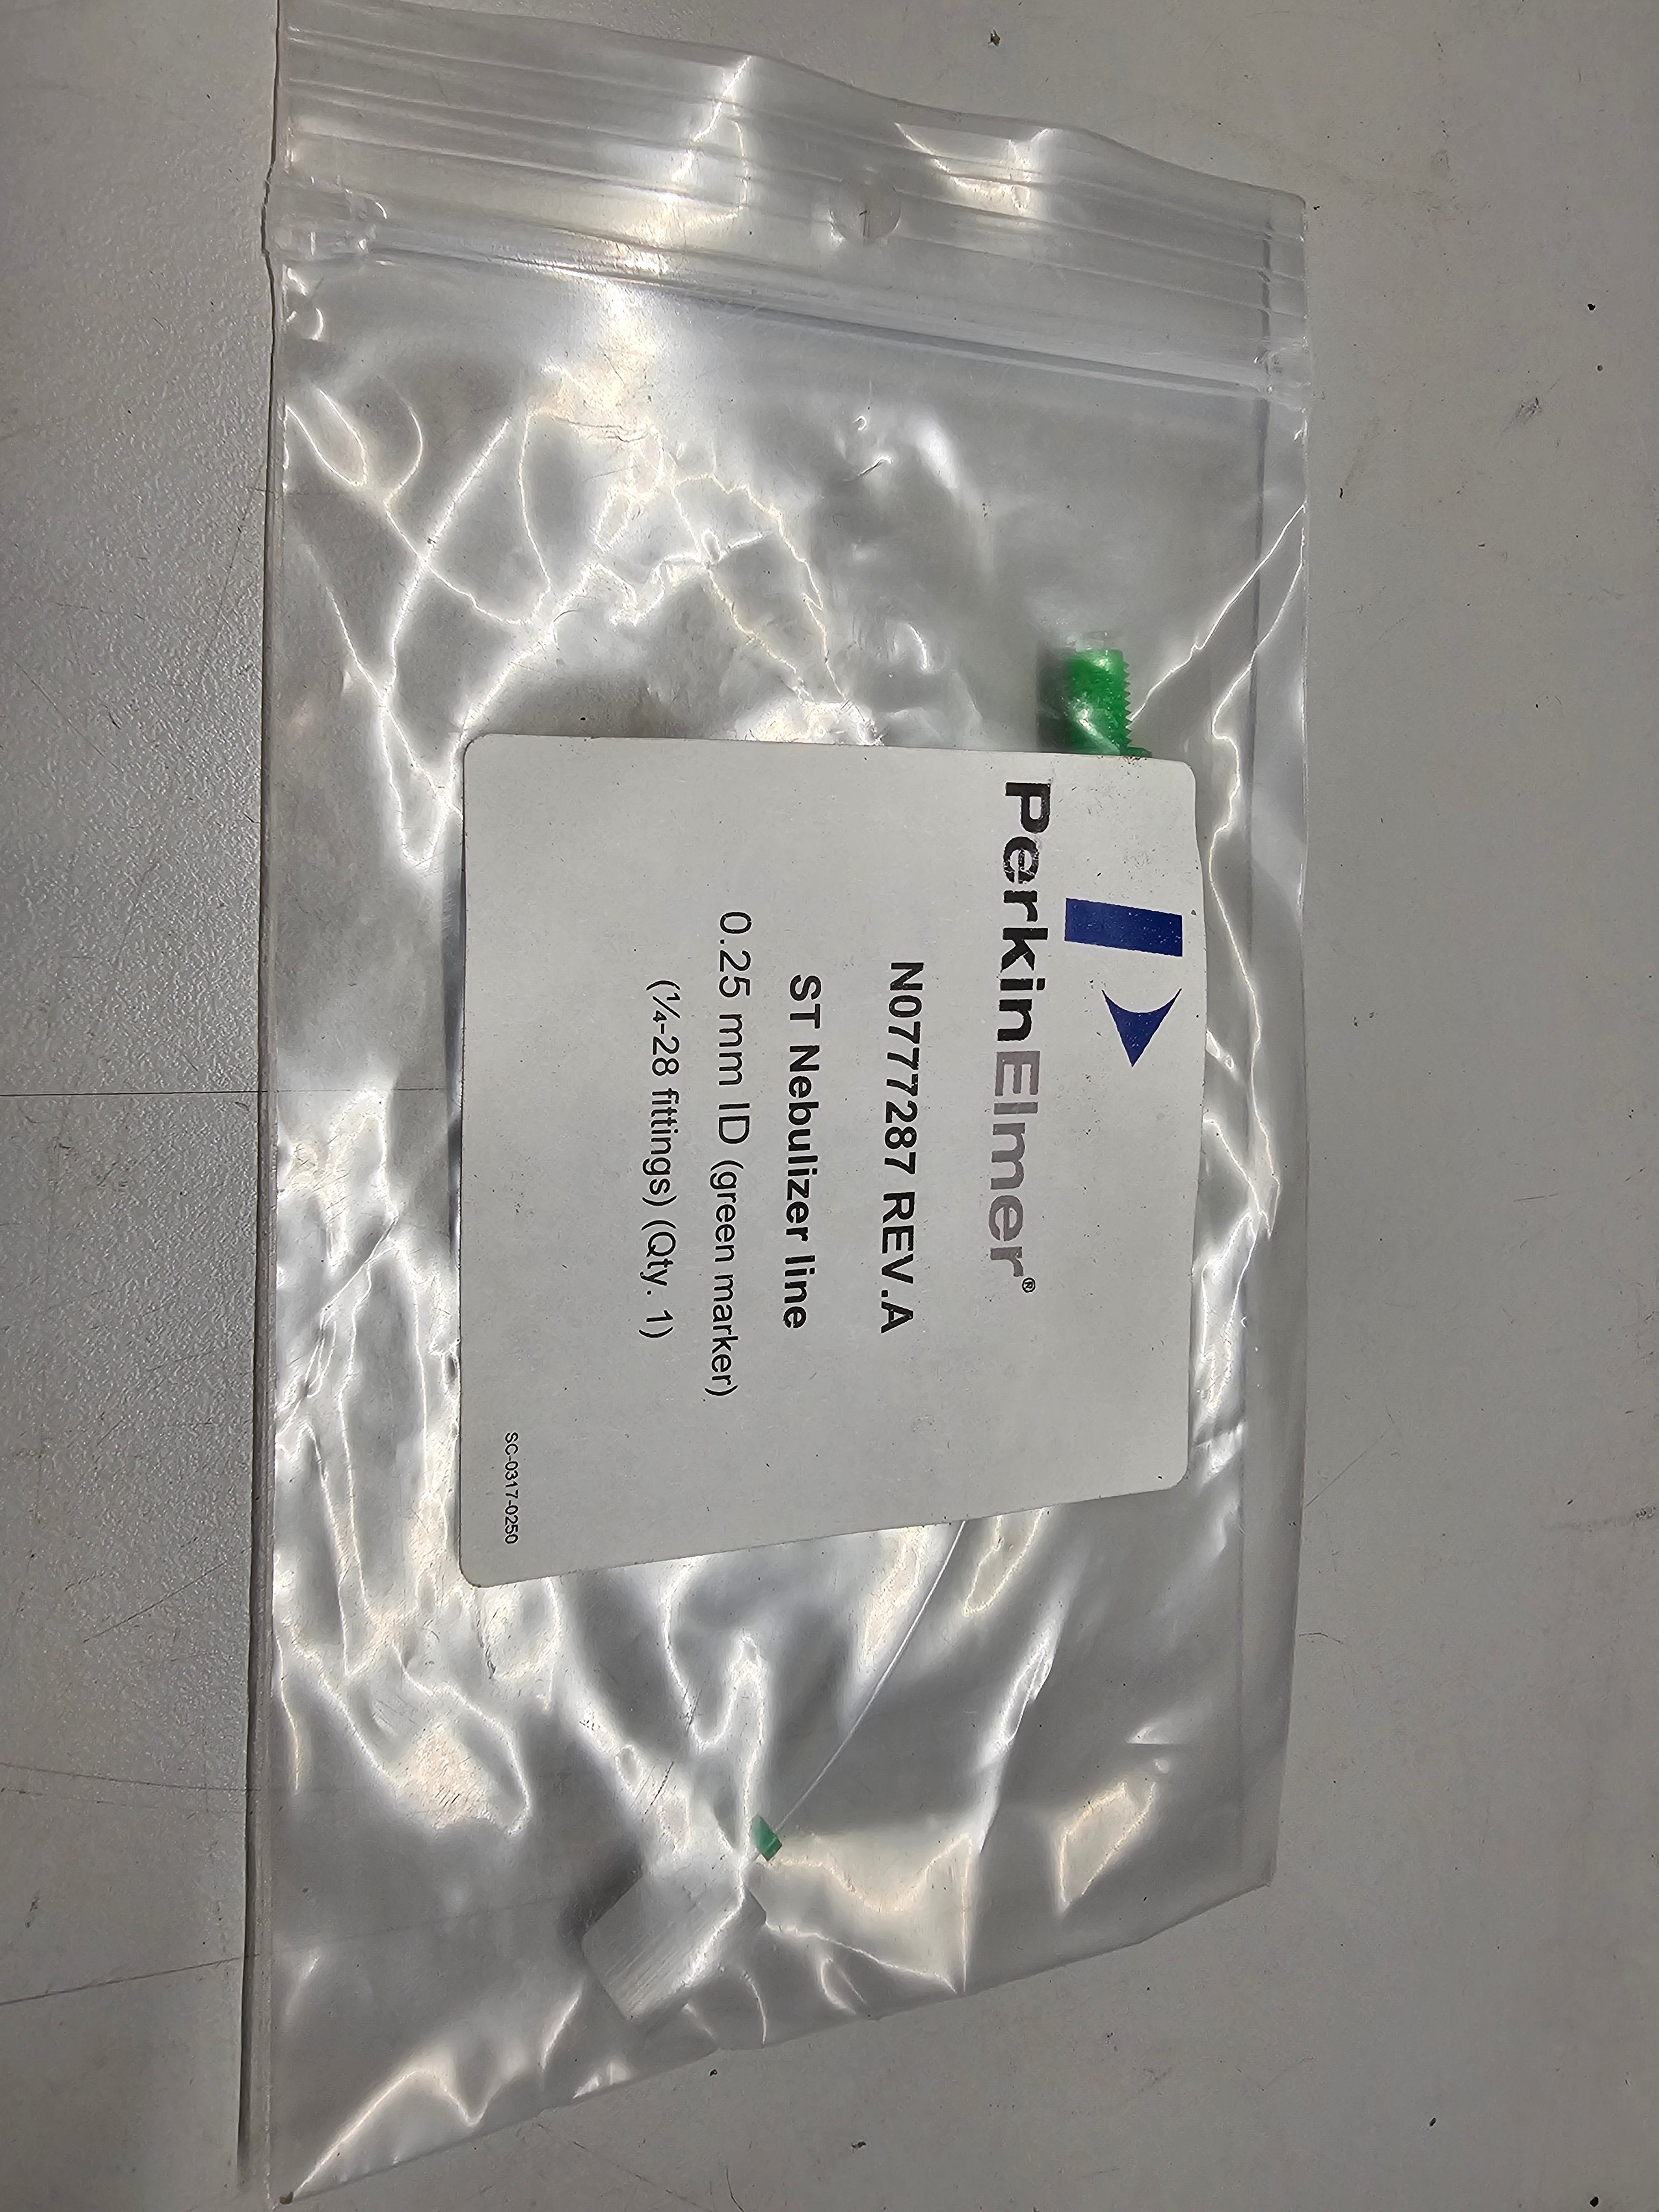 PerkinElmer®
N0777287 REV.A
ST Nebulizer line
0.25 mm ID (green marker)
(¼-28 fittings) (Qty. 1)
SC-0317-0250